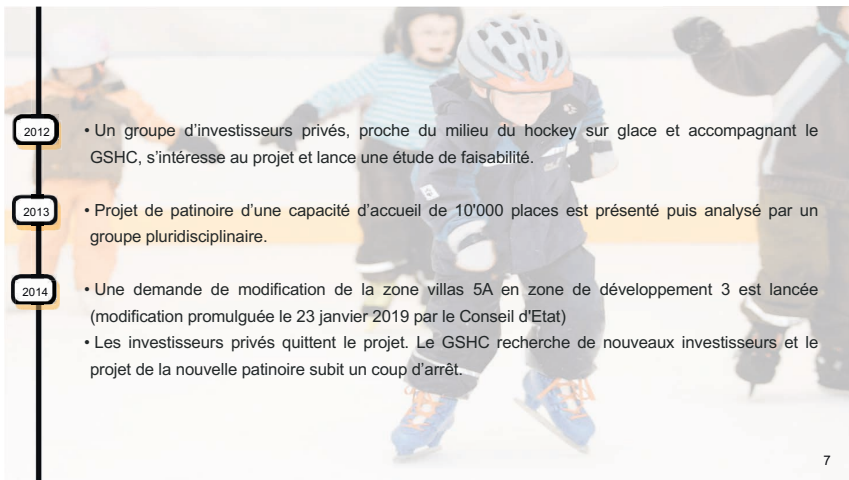 2012
• Un groupe d’investisseurs privés, proche du milieu du hockey sur glace et accompagnant le
GSHC, s’intéresse au projet et lance une étude de faisabilité.
2013
• Projet de patinoire d’une capacité d’accueil de 10'000 places est présenté puis analysé par un
groupe pluridisciplinaire.
2014
• Une demande de modification de la zone villas 5A en zone de développement 3 est lancée
(modification promulguée le 23 janvier 2019 par le Conseil d'Etat)
• Les investisseurs privés quittent le projet. Le GSHC recherche de nouveaux investisseurs et le
projet de la nouvelle patinoire subit un coup d’arrêt.
7